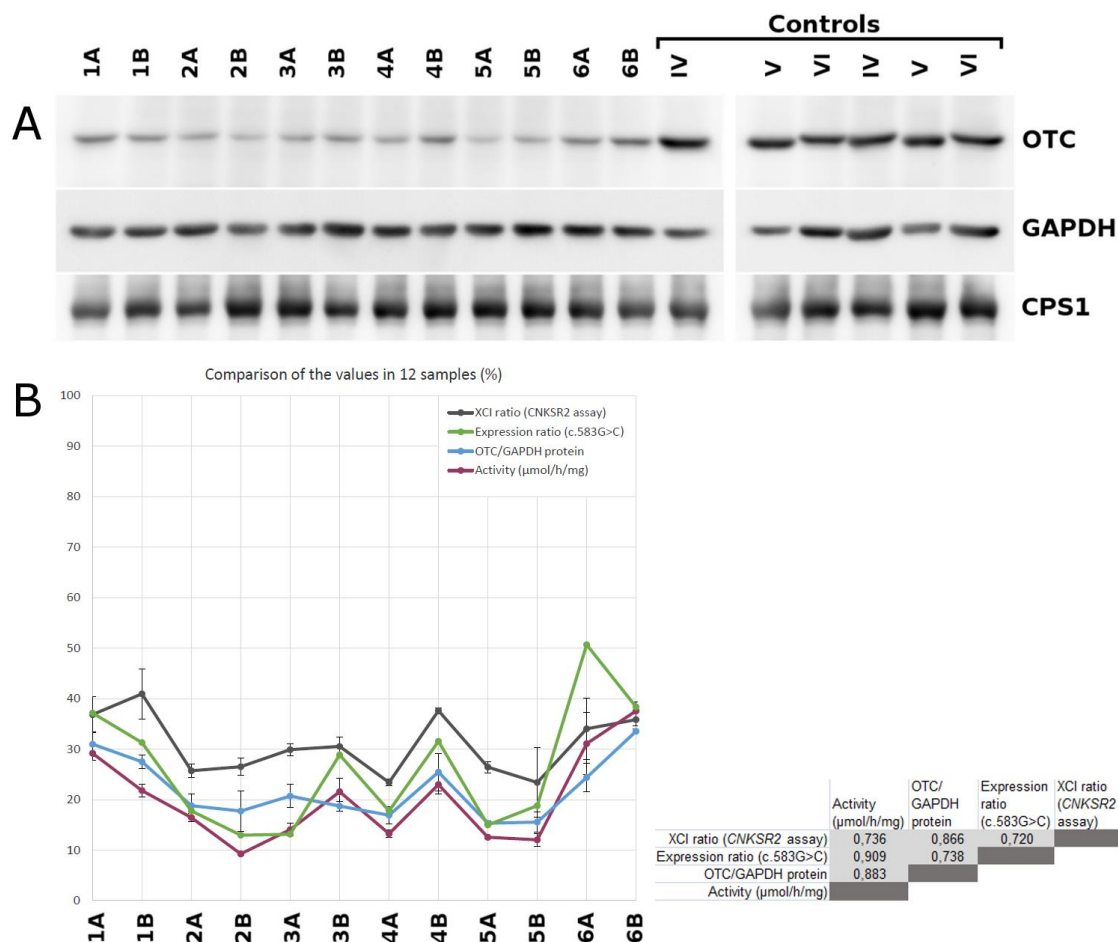 Controls
1A 1B 2A 2B 3A 3B 4A 4B 5A 5B 6A 6B IV V VI IV V VI
A
OTC
GAPDH
CPS1
B
Comparison of the values in 12 samples (%)
XCI ratio (CNKSR2 assay)
Expression ratio (c.583G>C)
OTC/GAPDH protein
Activity (µmol/h/mg)
100
90
80
70
60
50
40
30
20
10
0
1A 1B 2A 2B 3A 3B 4A 4B 5A 5B 6A 6B
Activity (µmol/h/mg) OTC/ GAPDH protein Expression ratio (c.583G>C) XCI ratio (CNKSR2 assay)
XCI ratio (CNKSR2 assay) 0,736 0,866 0,720
Expression ratio (c.583G>C) 0,909 0,738
OTC/GAPDH protein 0,883
Activity (µmol/h/mg)